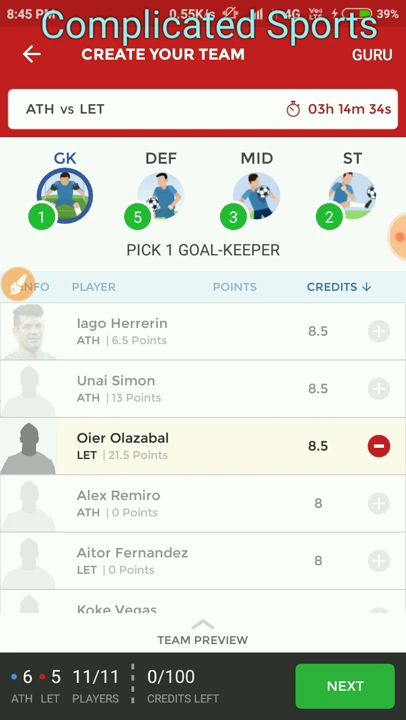 8:45 PM 0.55K/s 4G VoLTE 39%
Complicated Sports
CREATE YOUR TEAM GURU
ATH vs LET 03h 14m 34s
GK DEF MID ST
1 5 3 2
PICK 1 GOAL-KEEPER
INFO PLAYER POINTS CREDITS ↓
Iago Herrerin
ATH | 6.5 Points 8.5
Unai Simon
ATH | 13 Points 8.5
Oier Olazabal
LET | 21.5 Points 8.5
Alex Remiro
ATH | 0 Points 8
Aitor Fernandez
LET | 0 Points 8
Koke Vegas
TEAM PREVIEW
6 5 11/11 0/100
ATH LET PLAYERS CREDITS LEFT
NEXT